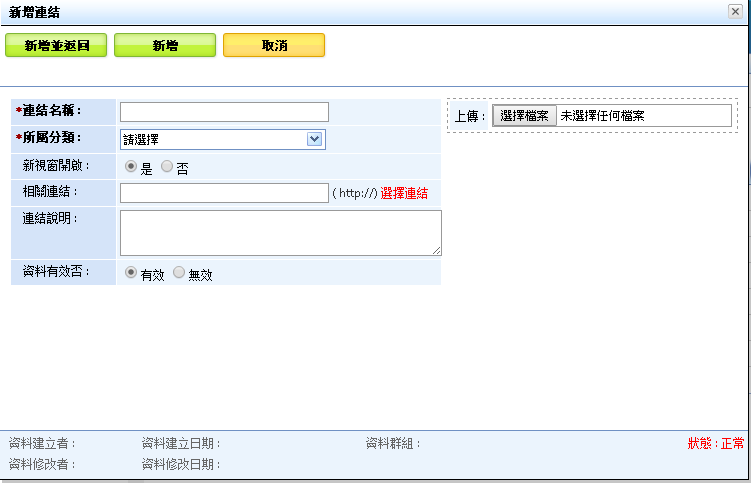 新增連結
新增並返回 新增 取消
*連結名稱：
*所屬分類： 請選擇
新視窗開啟： 是 否
相關連結： ( http://) 選擇連結
連結說明：
資料有效否： 有效 無效
上傳： 選擇檔案 未選擇任何檔案
資料建立者： 資料建立日期： 資料群組： 狀態 : 正常
資料修改者： 資料修改日期：